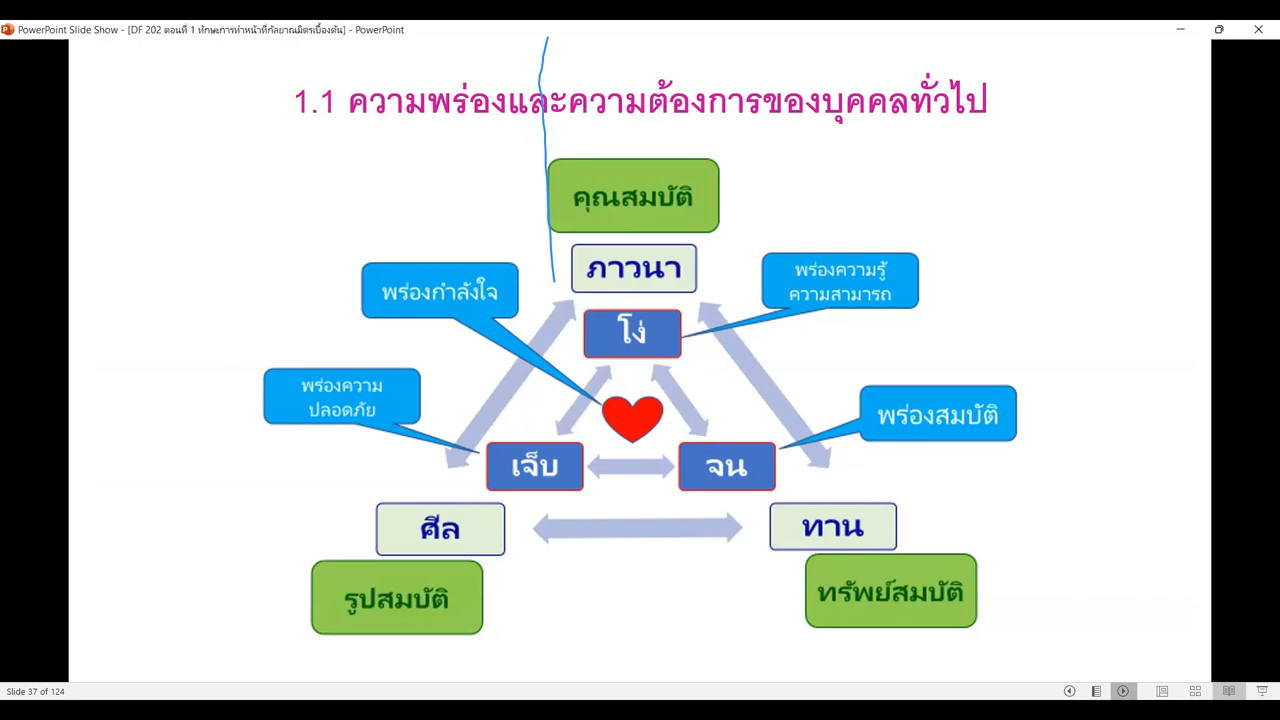 PowerPoint Slide Show - [DF 202 ตอนที่ 1 ทักษะการทำหน้าที่กัลยาณมิตรเบื้องต้น] - PowerPoint
1.1 ความพร่องและความต้องการของบุคคลทั่วไป
คุณสมบัติ
ภาวนา
พร่องกำลังใจ
พร่องความรู้
ความสามารถ
โง่
พร่องความ
ปลอดภัย
พร่องสมบัติ
เจ็บ
จน
ศีล
ทาน
รูปสมบัติ
ทรัพย์สมบัติ
Slide 37 of 124